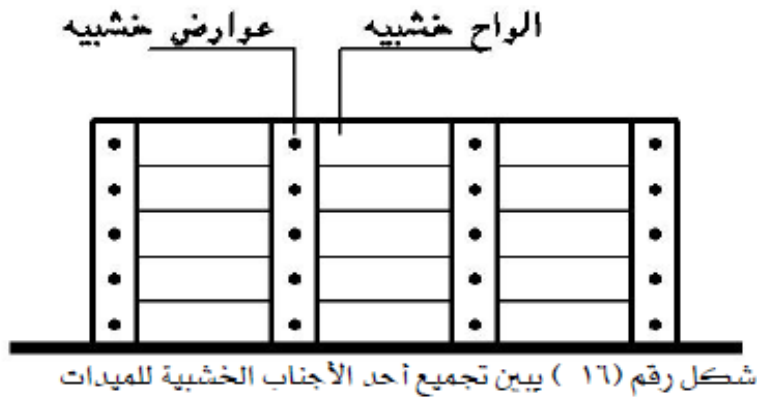 الواح خشبيه
عوارض خشبيه
شكل رقم (١٦ ) يبين تجميع أحد الأجناب الخشبية للميدات